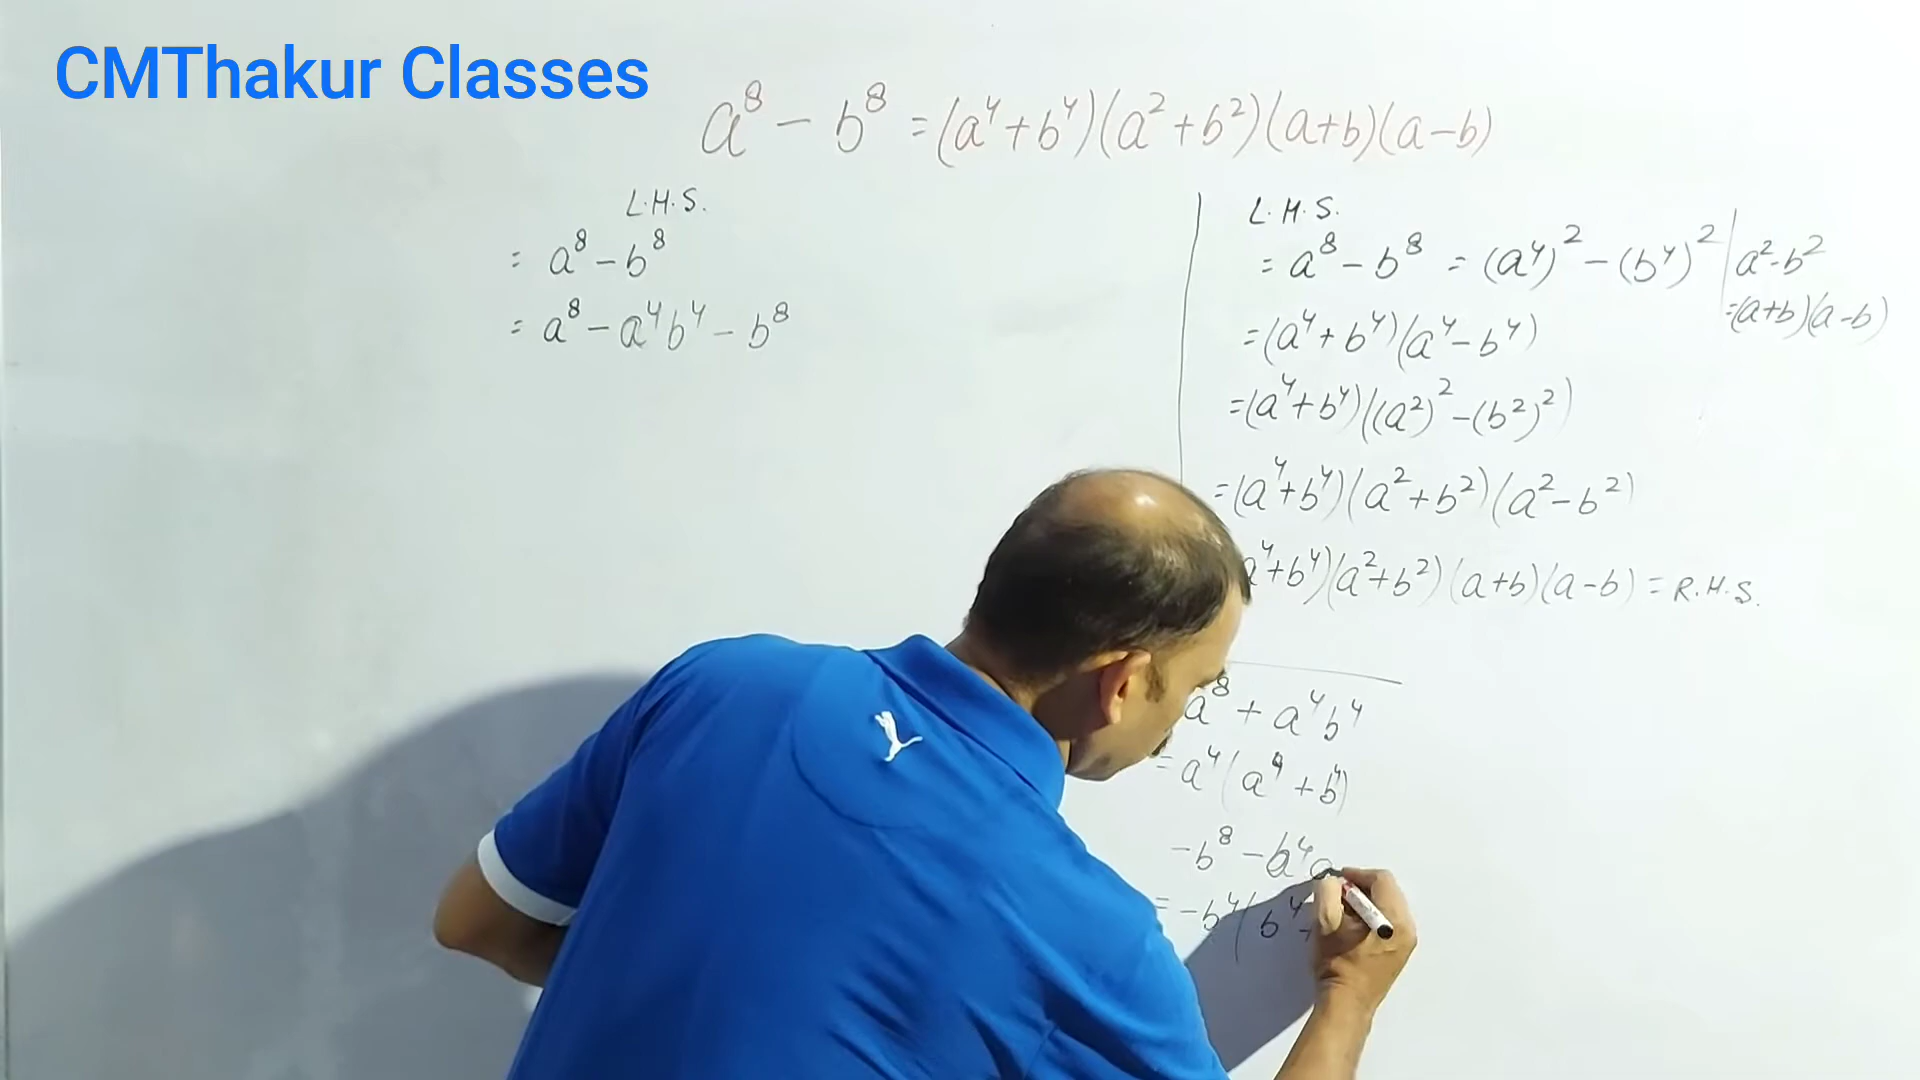 CMThakur Classes
a⁸ − b⁸ = (a⁴+b⁴)(a²+b²)(a+b)(a−b)
L.H.S.
= a⁸ − b⁸
= a⁸ − a⁴b⁴ − b⁸
L.H.S.
= a⁸ − b⁸ = (a⁴)² − (b⁴)²
a²-b²
=(a+b)(a-b)
=(a⁴+b⁴)(a⁴−b⁴)
=(a⁴+b⁴)((a²)²−(b²)²)
=(a⁴+b⁴)(a²+b²)(a²−b²)
a⁴+b⁴)(a²+b²)(a+b)(a-b) = R.H.S.
a⁸ + a⁴b⁴
= a⁴(a⁴+b⁴)
−b⁸ − b⁴a
= −b⁴(b⁴+